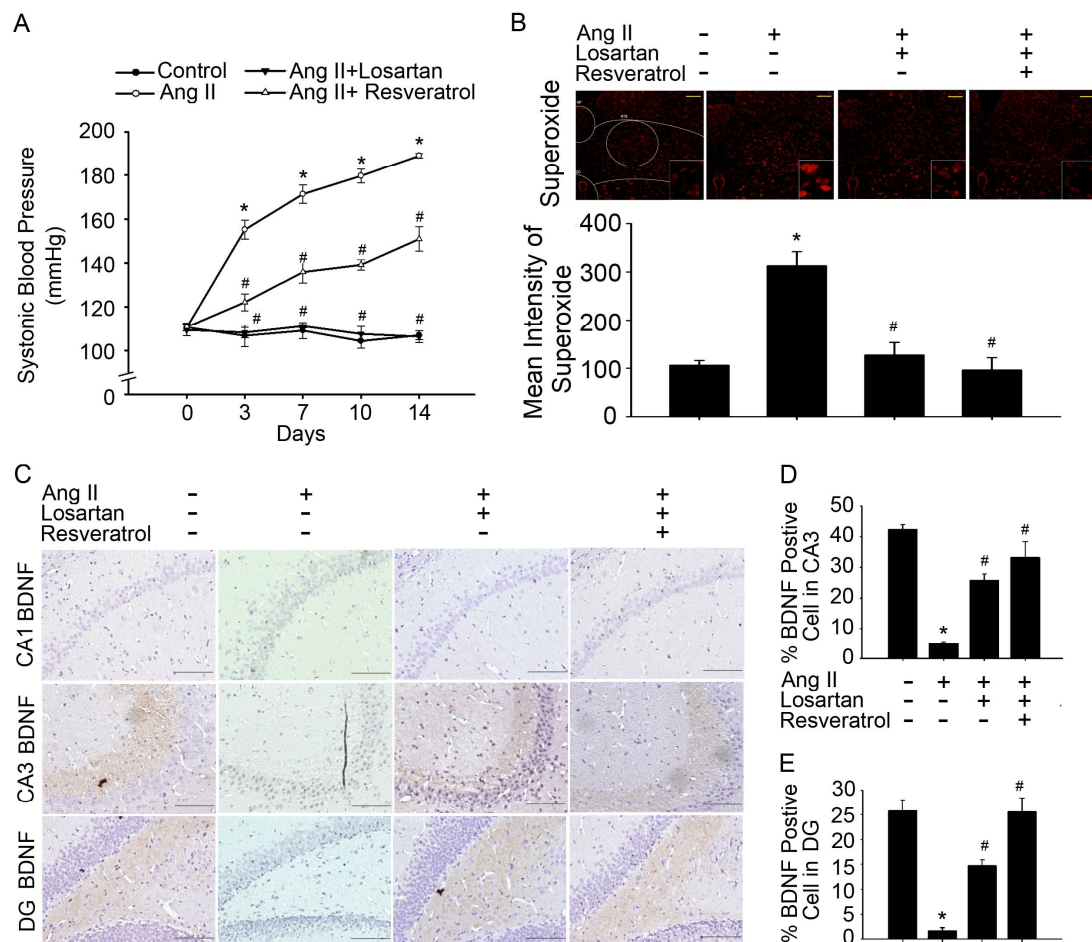 A
Control
Ang II+Losartan
Ang II
Ang II+ Resveratrol
Systonic Blood Pressure
(mmHg)
200
180
160
140
120
100
0
* * * *
# # # #
# # # #
0 3 7 10 14
Days
B
Ang II - + + +
Losartan - - + +
Resveratrol - - - +
Superoxide
NTS
Mean Intensity of
Superoxide
400
300
200
100
0
* # #
C
Ang II - + + +
Losartan - - + +
Resveratrol - - - +
CA1 BDNF
CA3 BDNF
DG BDNF
D
% BDNF Postive
Cell in CA3
50
40
30
20
10
0
* # #
Ang II - + + +
Losartan - - + +
Resveratrol - - - +
E
% BDNF Postive
Cell in DG
30
25
20
15
10
5
0
* # #